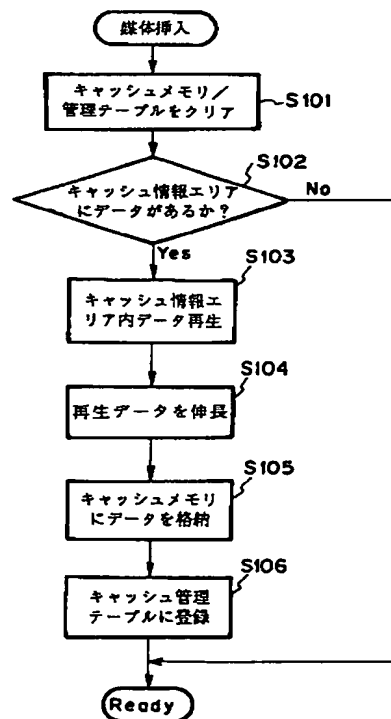 媒体挿入
キャッシュメモリ/
管理テーブルをクリア
S101
S102
キャッシュ情報エリア
にデータがあるか?
No
Yes
S103
キャッシュ情報エ
リア内データ再生
S104
再生データを伸長
S105
キャッシュメモリ
にデータを格納
S106
キャッシュ管理
テーブルに登録
Ready